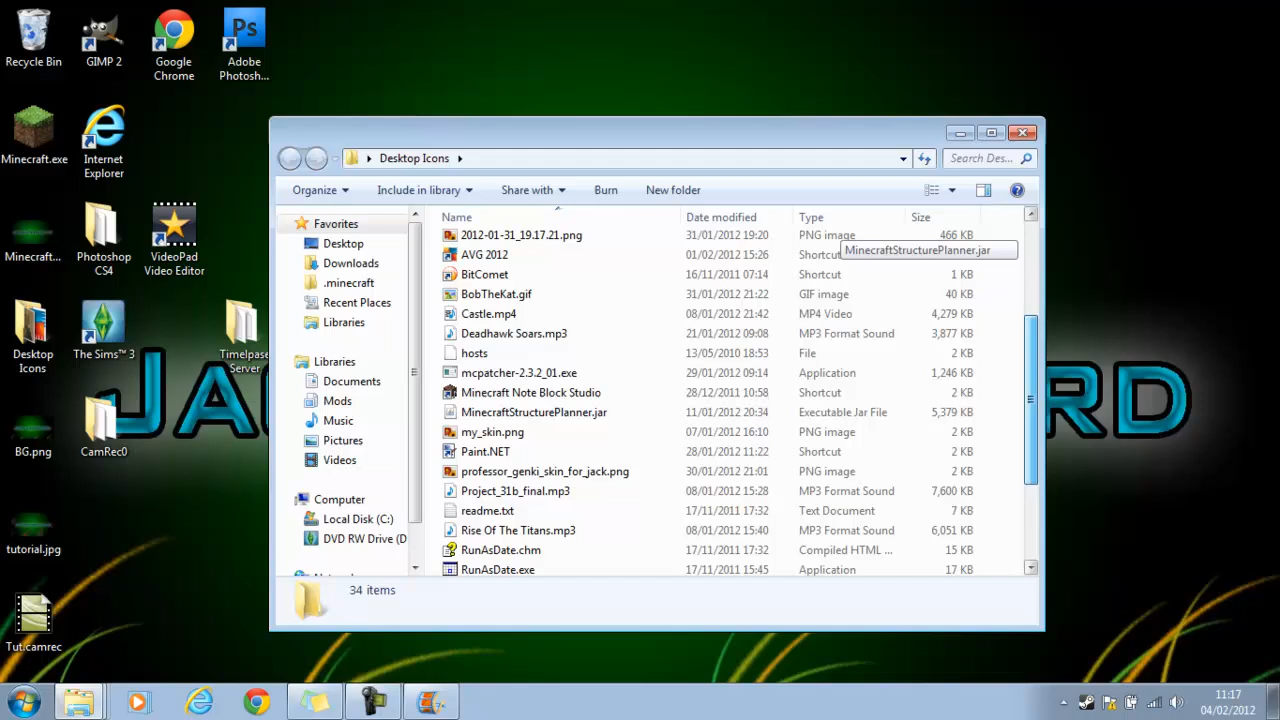 Recycle Bin
GIMP 2
Google Chrome
Adobe Photosh...
Minecraft.exe
Internet Explorer
Minecraft...
Photoshop CS4
VideoPad Video Editor
Desktop Icons
The Sims™ 3
Timelpase Server
BG.png
CamRec0
tutorial.jpg
Tut.camrec
Desktop Icons
Search Des...
Organize Include in library Share with Burn New folder
Favorites
Desktop
Downloads
.minecraft
Recent Places
Libraries
Libraries
Documents
Mods
Music
Pictures
Videos
Computer
Local Disk (C:)
DVD RW Drive (D
Name Date modified Type Size
2012-01-31_19.17.21.png 31/01/2012 19:20 PNG image 466 KB
MinecraftStructurePlanner.jar
AVG 2012 01/02/2012 15:26 Shortcut
BitComet 16/11/2011 07:14 Shortcut 1 KB
BobTheKat.gif 31/01/2012 21:22 GIF image 40 KB
Castle.mp4 08/01/2012 21:42 MP4 Video 4,279 KB
Deadhawk Soars.mp3 21/01/2012 09:08 MP3 Format Sound 3,877 KB
hosts 13/05/2010 18:53 File 2 KB
mcpatcher-2.3.2_01.exe 29/01/2012 09:14 Application 1,246 KB
Minecraft Note Block Studio 28/12/2011 10:58 Shortcut 2 KB
MinecraftStructurePlanner.jar 11/01/2012 20:34 Executable Jar File 5,379 KB
my_skin.png 07/01/2012 16:10 PNG image 2 KB
Paint.NET 28/01/2012 11:22 Shortcut 2 KB
professor_genki_skin_for_jack.png 30/01/2012 21:01 PNG image 2 KB
Project_31b_final.mp3 08/01/2012 15:28 MP3 Format Sound 7,600 KB
readme.txt 17/11/2011 17:32 Text Document 7 KB
Rise Of The Titans.mp3 08/01/2012 15:40 MP3 Format Sound 6,051 KB
RunAsDate.chm 17/11/2011 17:32 Compiled HTML ... 15 KB
RunAsDate.exe 17/11/2011 15:45 Application 17 KB
34 items
11:17
04/02/2012